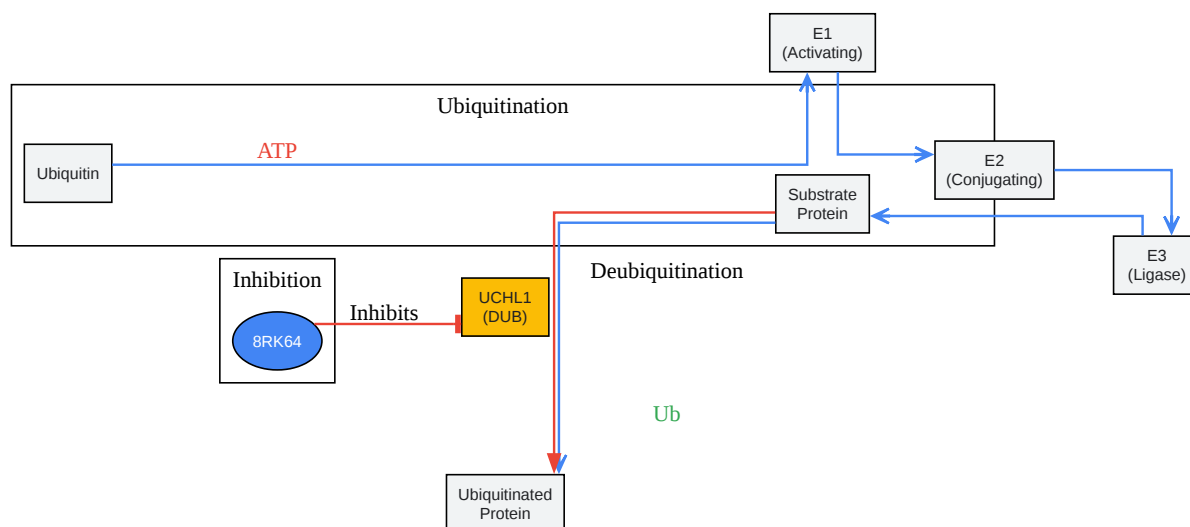 E1
(Activating)
Ubiquitination
ATP
Ubiquitin
E2
(Conjugating)
Substrate
Protein
E3
(Ligase)
Deubiquitination
Inhibition
UCHL1
(DUB)
Inhibits
8RK64
Ub
Ubiquitinated
Protein